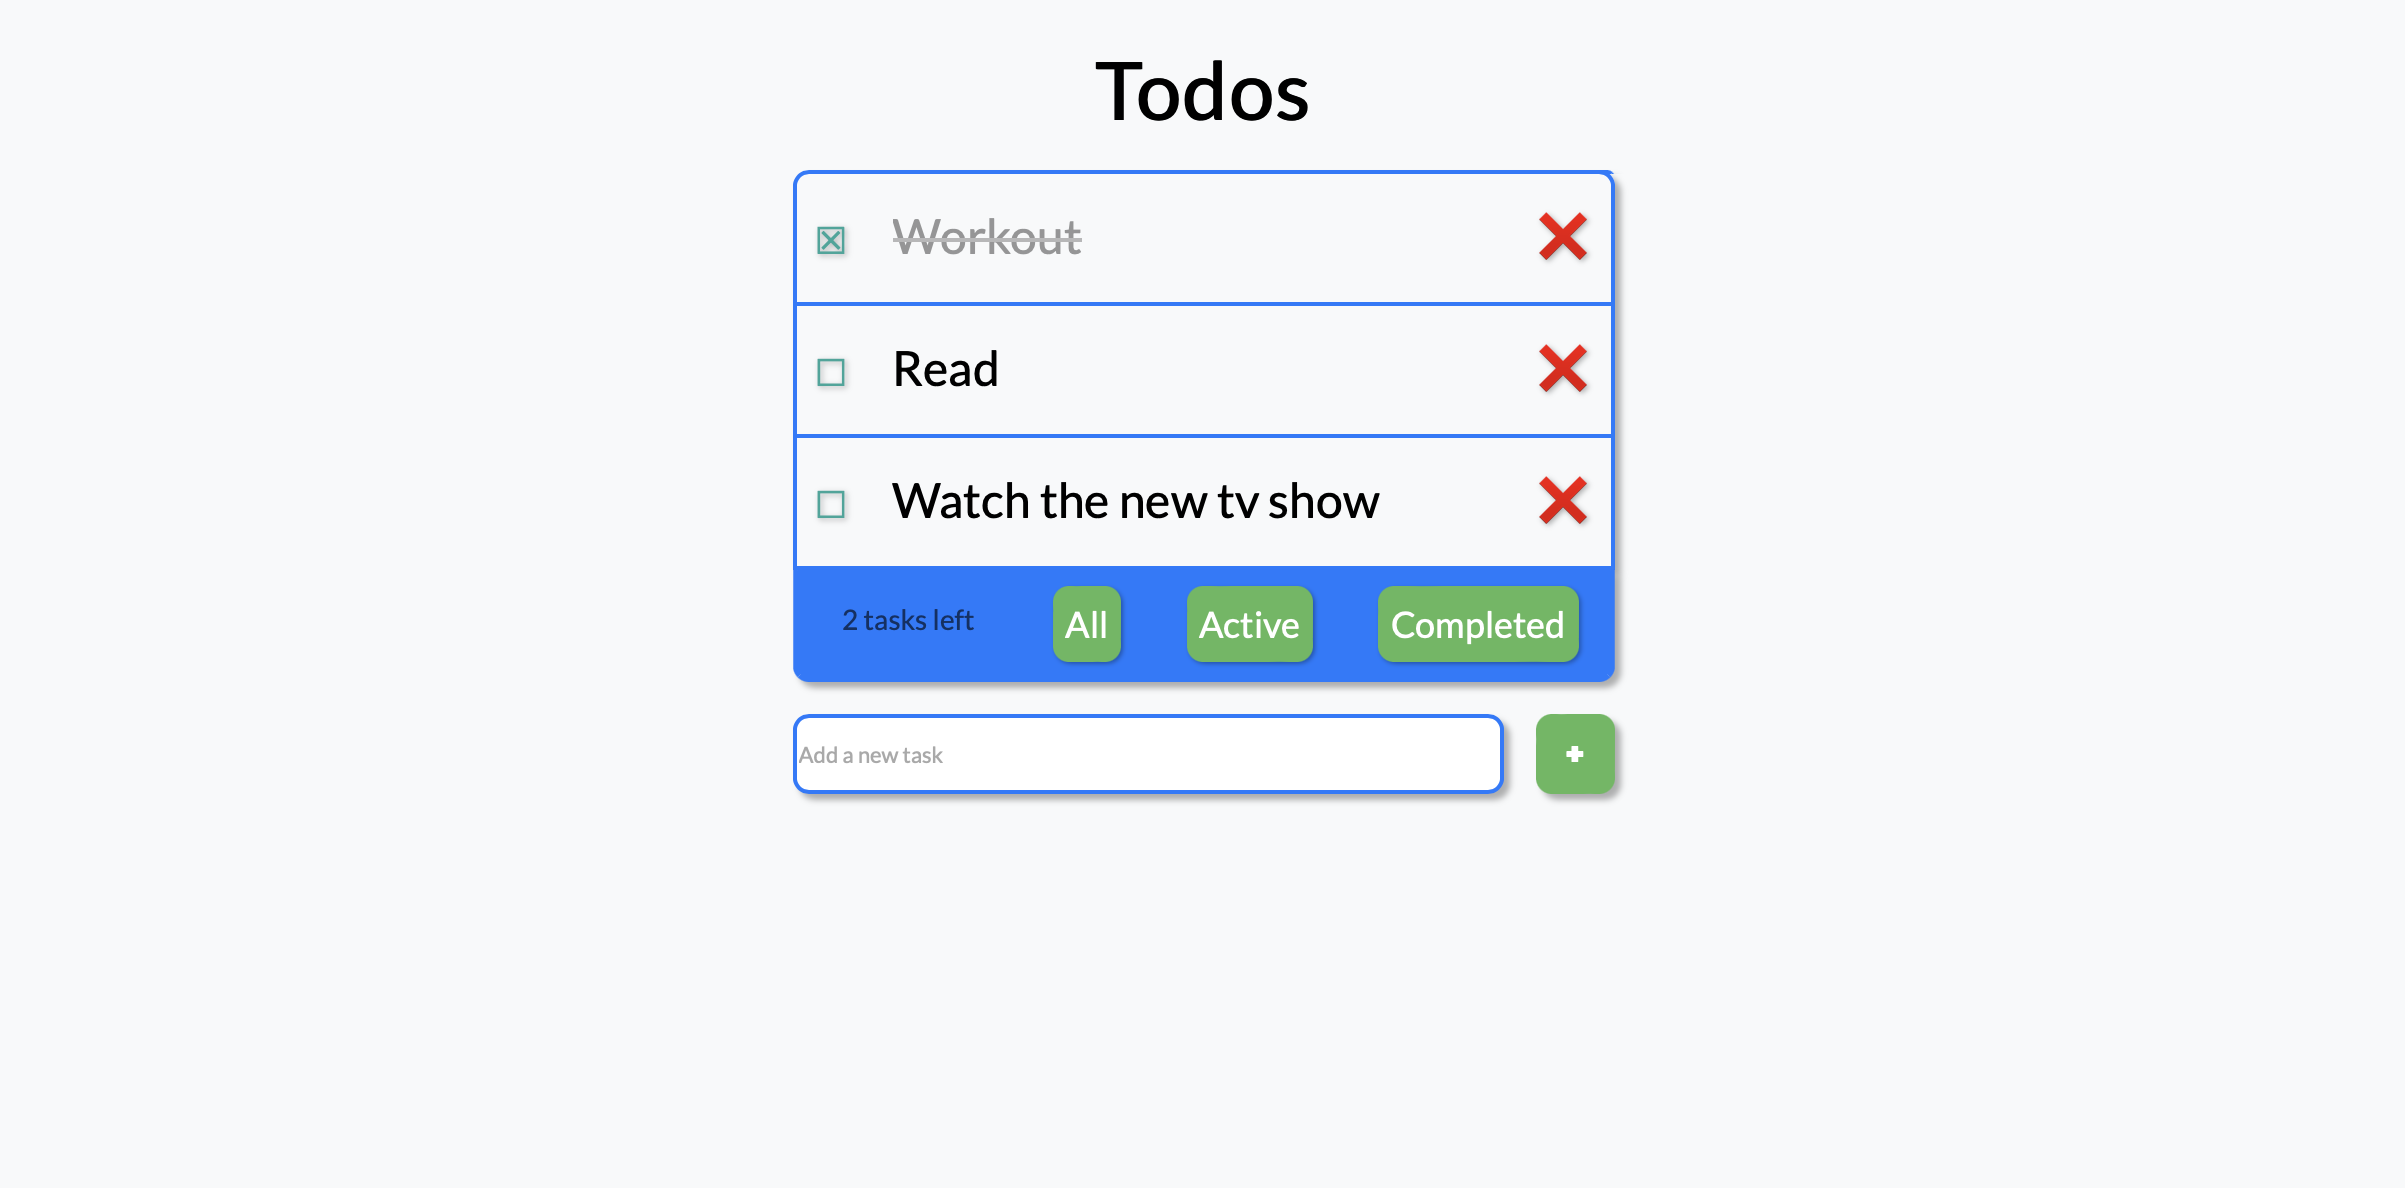 Todos
Workout
Read
Watch the new tv show
2 tasks left All Active Completed
Add a new task +